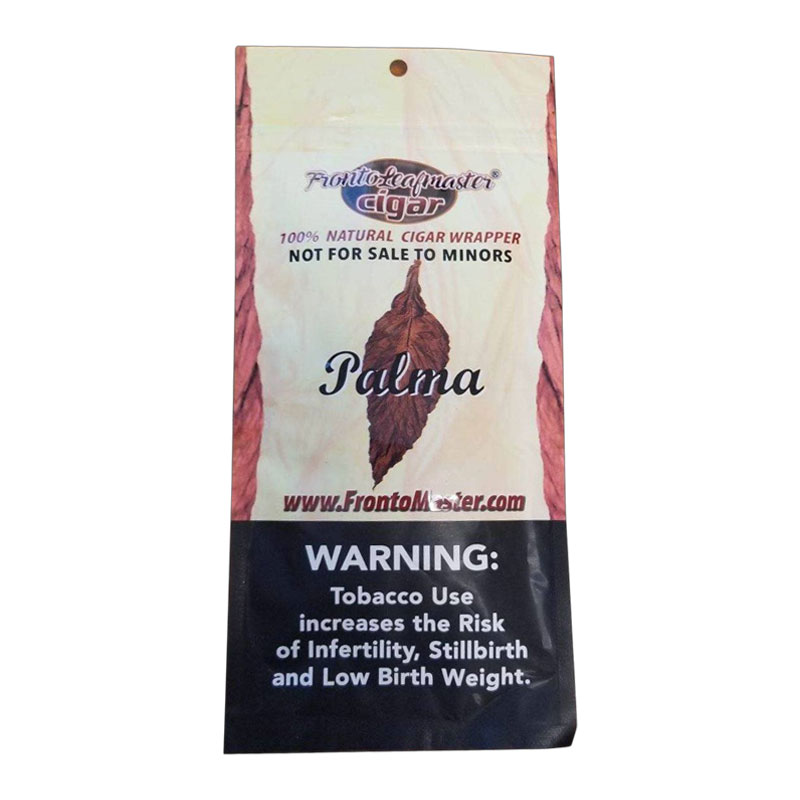 FrontoLeafmaster®
cigar
100% NATURAL CIGAR WRAPPER
NOT FOR SALE TO MINORS
Palma
www.FrontoMaster.com
WARNING:
Tobacco Use
increases the Risk
of Infertility, Stillbirth
and Low Birth Weight.